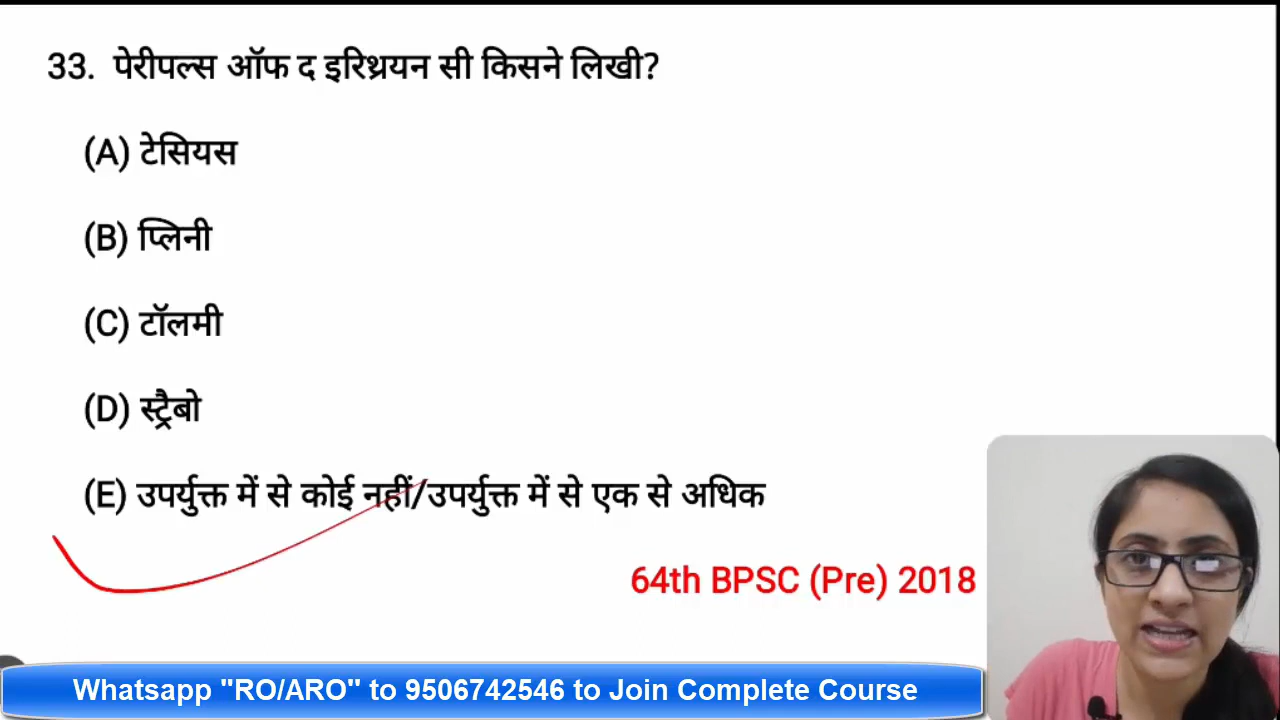 33. पेरीपल्स ऑफ द इरिथ्रयन सी किसने लिखी?
(A) टेसियस
(B) प्लिनी
(C) टॉलमी
(D) स्ट्रैबो
(E) उपर्युक्त में से कोई नहीं/उपर्युक्त में से एक से अधिक
64th BPSC (Pre) 2018
Whatsapp "RO/ARO" to 9506742546 to Join Complete Course